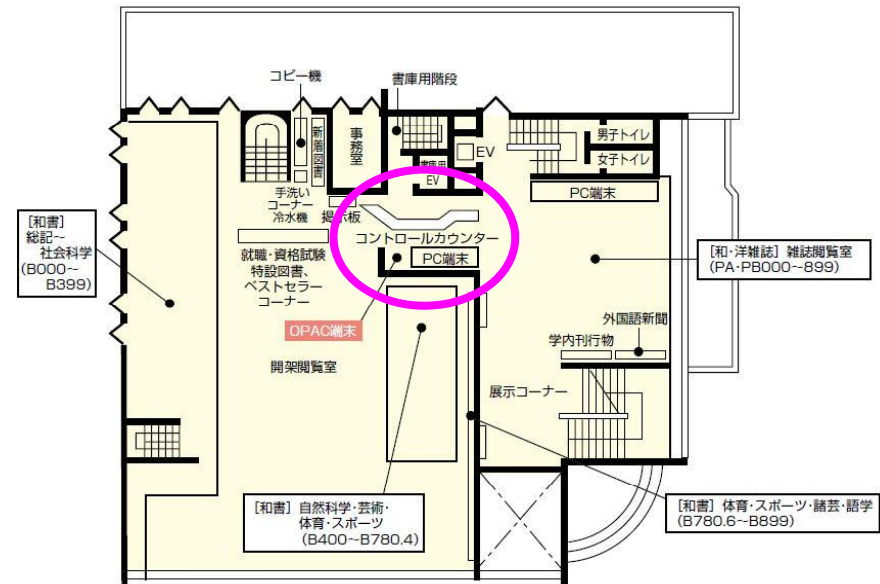 コピー機
書庫用階段
新着図書
事務室
書庫用
EV
EV
男子トイレ
女子トイレ
PC端末
手洗い
コーナー
冷水機
掲示板
コントロールカウンター
PC端末
[和書]
総記～
社会科学
(B000～
B399)
就職・資格試験
特設図書、
ベストセラー
コーナー
[和・洋雑誌] 雑誌閲覧室
(PA・PB000～899)
OPAC端末
外国語新聞
学内刊行物
開架閲覧室
展示コーナー
[和書] 自然科学・芸術・
体育・スポーツ
(B400～B780.4)
[和書] 体育・スポーツ・諸芸・語学
(B780.6～B899)